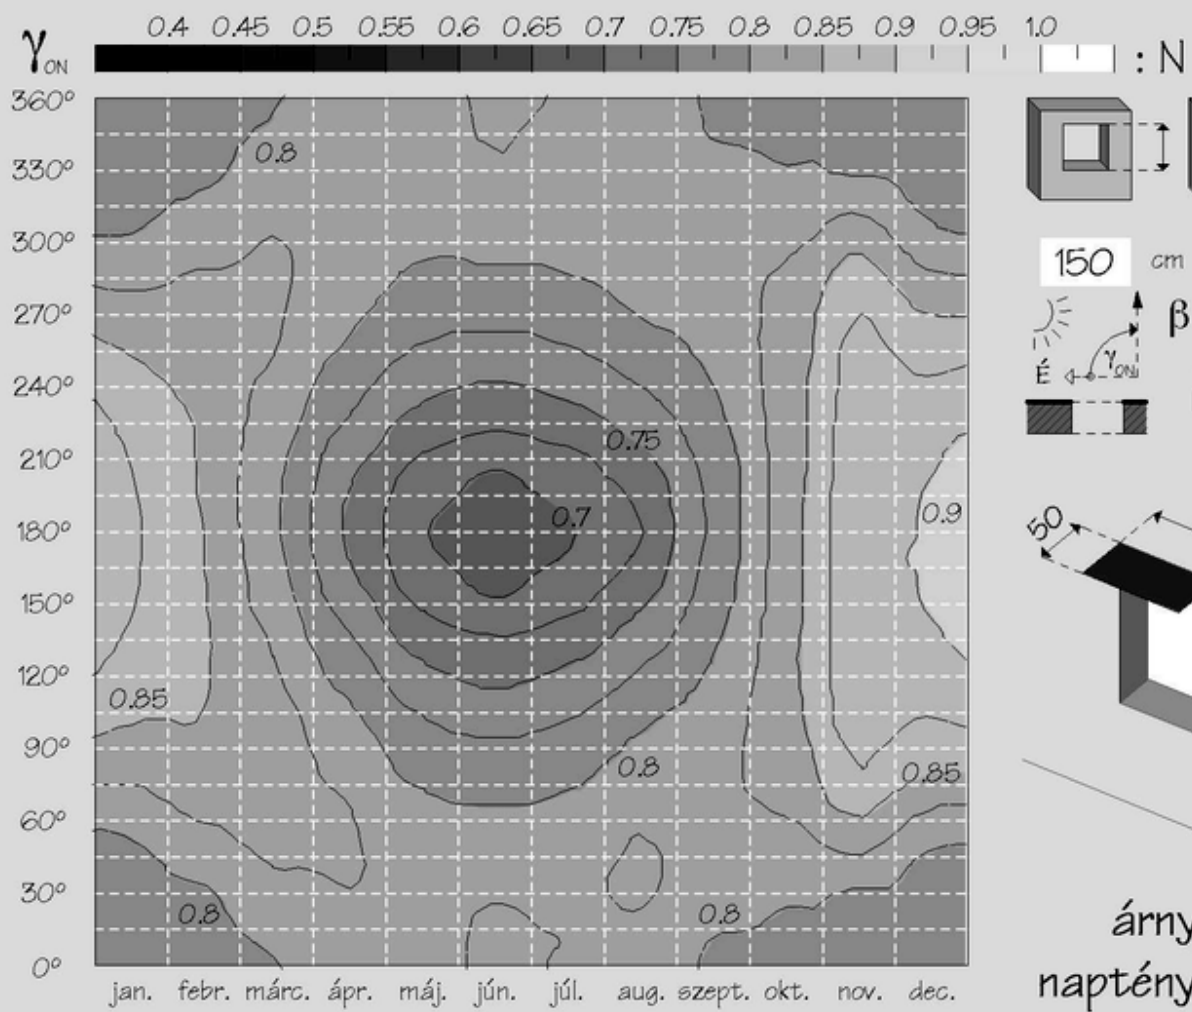 0.4 0.45 0.5 0.55 0.6 0.65 0.7 0.75 0.8 0.85 0.9 0.95 1.0
γON : N
360°
0.8
330°
300°
150 cm
270°
β
É γON
240°
0.75
210°
0.7 0.9 50
180°
150°
120°
0.85
90°
0.8 0.85
60°
30°
0.8 0.8 árny
0°
jan. febr. márc. ápr. máj. jún. júl. aug. szept. okt. nov. dec. naptény